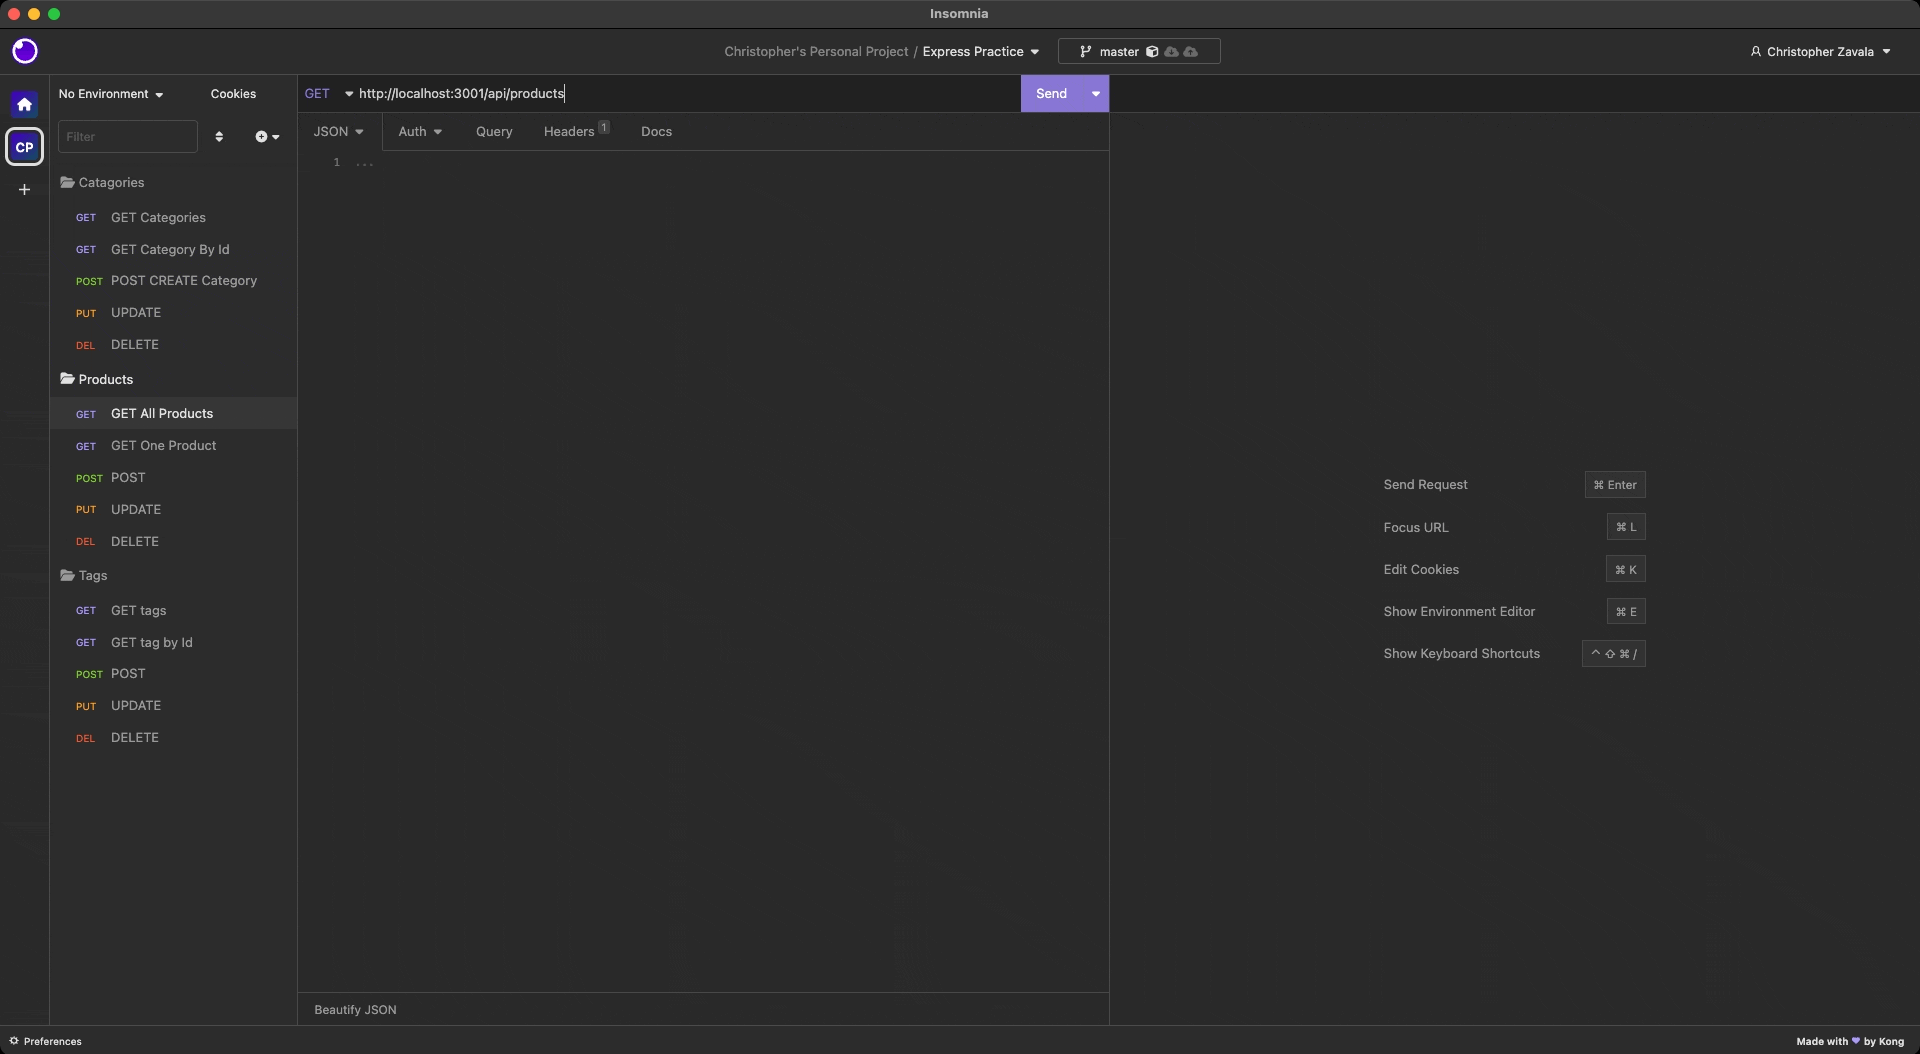 Insomnia
Christopher's Personal Project / Express Practice
master
Christopher Zavala
No Environment
Cookies
GET http://localhost:3001/api/products
Send
CP
Filter
JSON
Auth
Query
Headers 1
Docs
1 ...
Catagories
GET GET Categories
GET GET Category By Id
POST POST CREATE Category
PUT UPDATE
DEL DELETE
Products
GET GET All Products
GET GET One Product
POST POST
PUT UPDATE
DEL DELETE
Tags
GET GET tags
GET GET tag by Id
POST POST
PUT UPDATE
DEL DELETE
Send Request ⌘ Enter
Focus URL ⌘ L
Edit Cookies ⌘ K
Show Environment Editor ⌘ E
Show Keyboard Shortcuts ⌃ ⇧ ⌘ /
Beautify JSON
Preferences
Made with 💜 by Kong